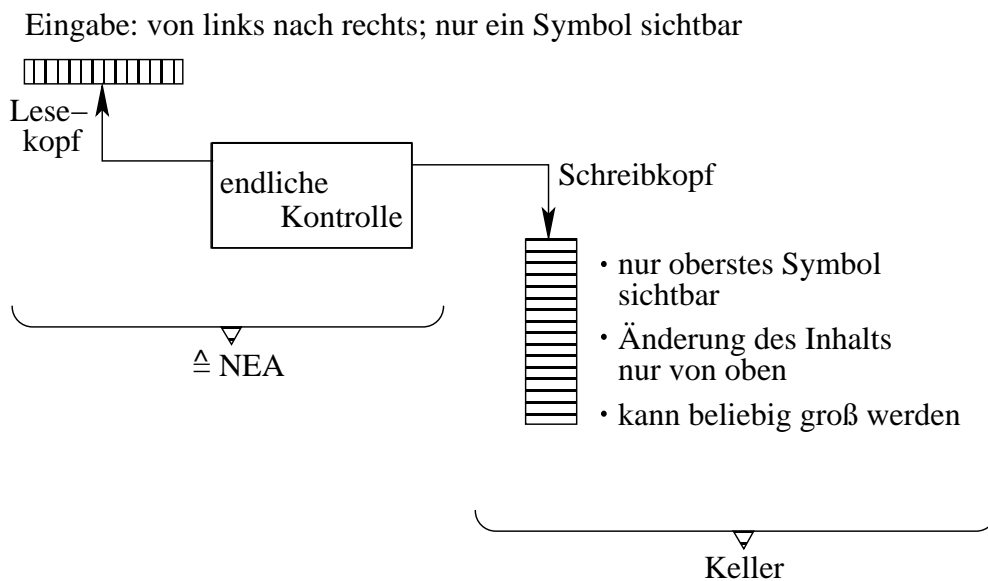 Eingabe: von links nach rechts; nur ein Symbol sichtbar
Lese–
kopf
endliche
Kontrolle
Schreibkopf
· nur oberstes Symbol
sichtbar
· Änderung des Inhalts
nur von oben
· kann beliebig groß werden
≙ NEA
Keller